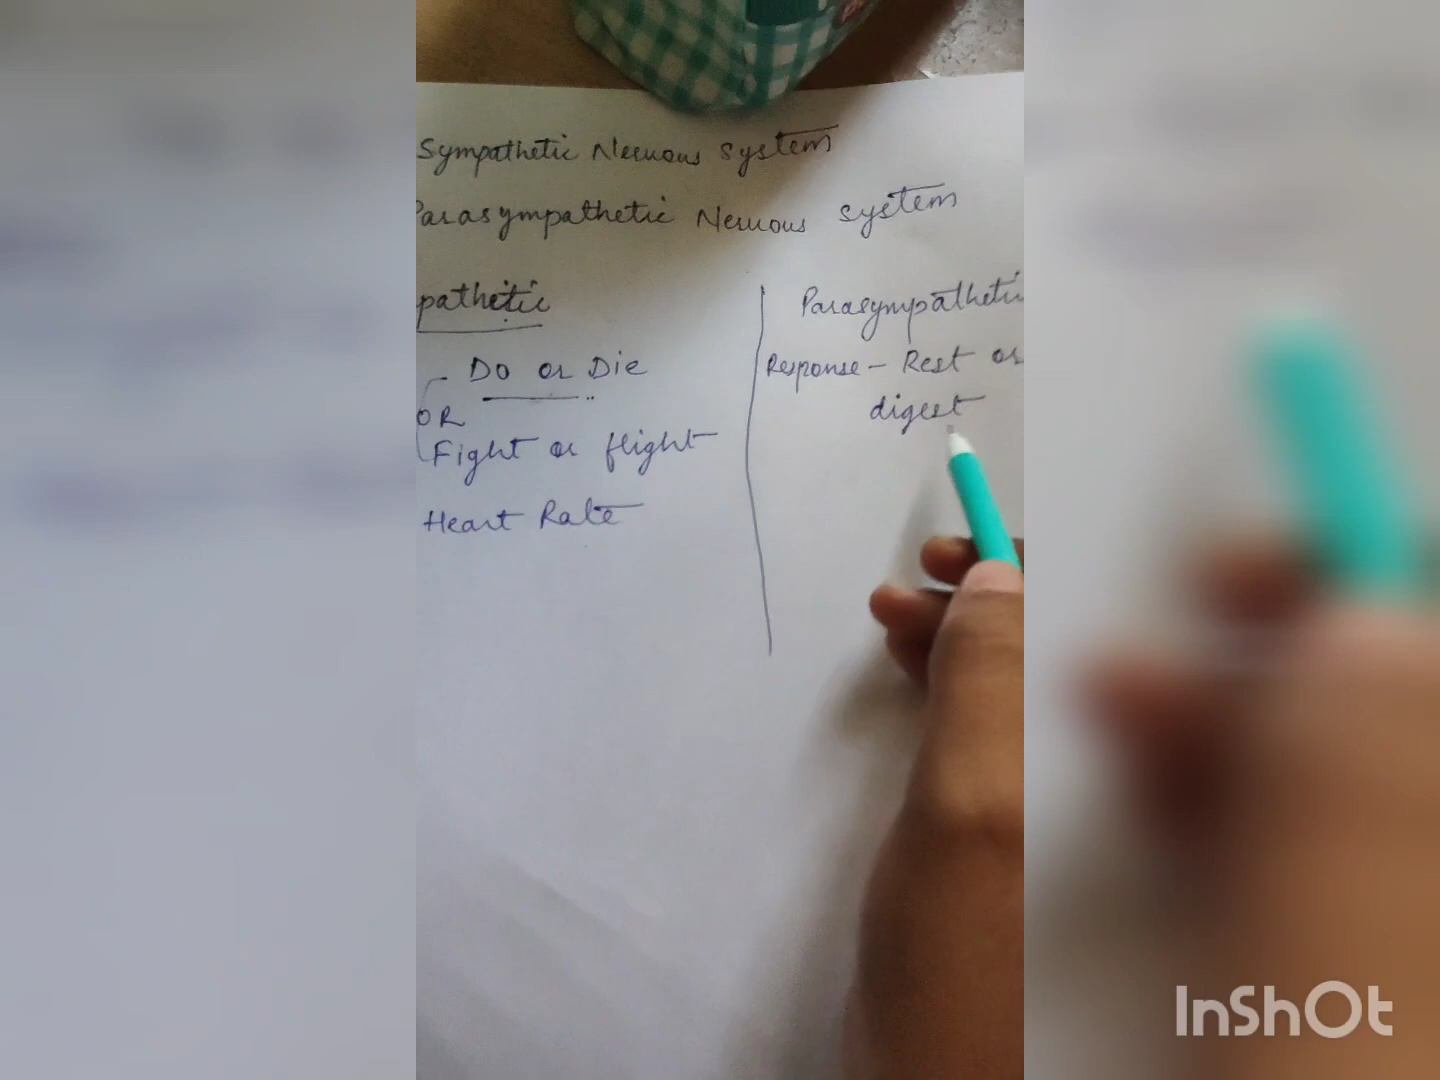 Sympathetic Nervous system
Parasympathetic Nervous system
pathetic
- Do or Die
OR
Fight or flight
Heart Rate
Parasympathetic
Response - Rest or
digest
InShOt